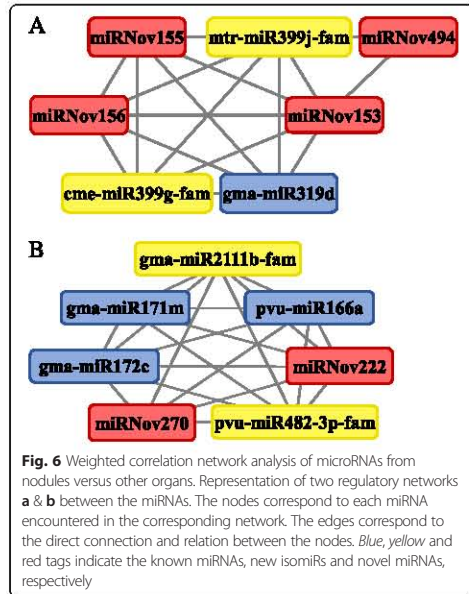 A
miRNov155
mtr-miR399j-fam
miRNov494
miRNov156
miRNov153
cme-miR399g-fam
gma-miR319d
B
gma-miR2111b-fam
gma-miR171m
pvu-miR166a
gma-miR172c
miRNov222
miRNov270
pvu-miR482-3p-fam
Fig. 6 Weighted correlation network analysis of microRNAs from
nodules versus other organs. Representation of two regulatory networks
a & b between the miRNAs. The nodes correspond to each miRNA
encountered in the corresponding network. The edges correspond to
the direct connection and relation between the nodes. Blue, yellow and
red tags indicate the known miRNAs, new isomiRs and novel miRNAs,
respectively